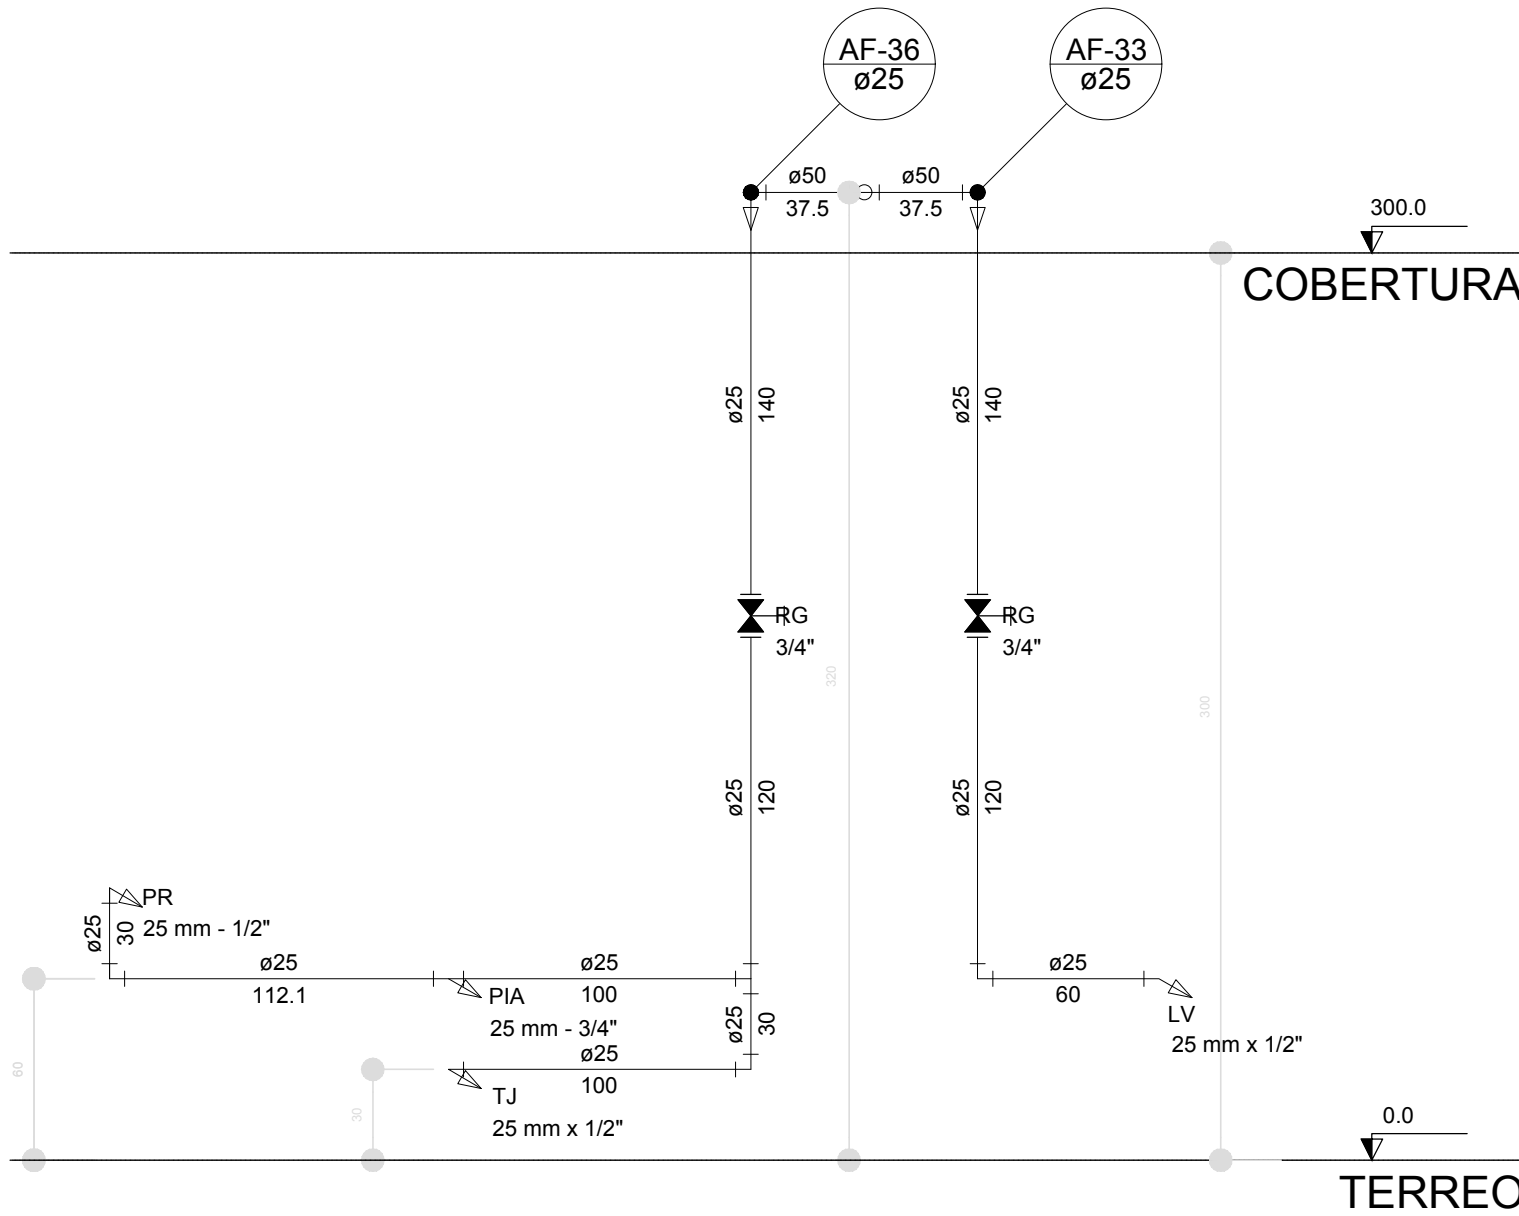 AF-36
ø25
AF-33
ø25
ø50
37.5
ø50
37.5
300.0
COBERTURA
ø25
140
ø25
140
RG
3/4"
RG
3/4"
320
300
ø25
120
ø25
120
PR
25 mm - 1/2"
ø25
30
ø25
112.1
ø25
100
PIA
25 mm - 3/4"
ø25
30
ø25
60
LV
25 mm x 1/2"
ø25
100
TJ
25 mm x 1/2"
60
30
0.0
TERREO